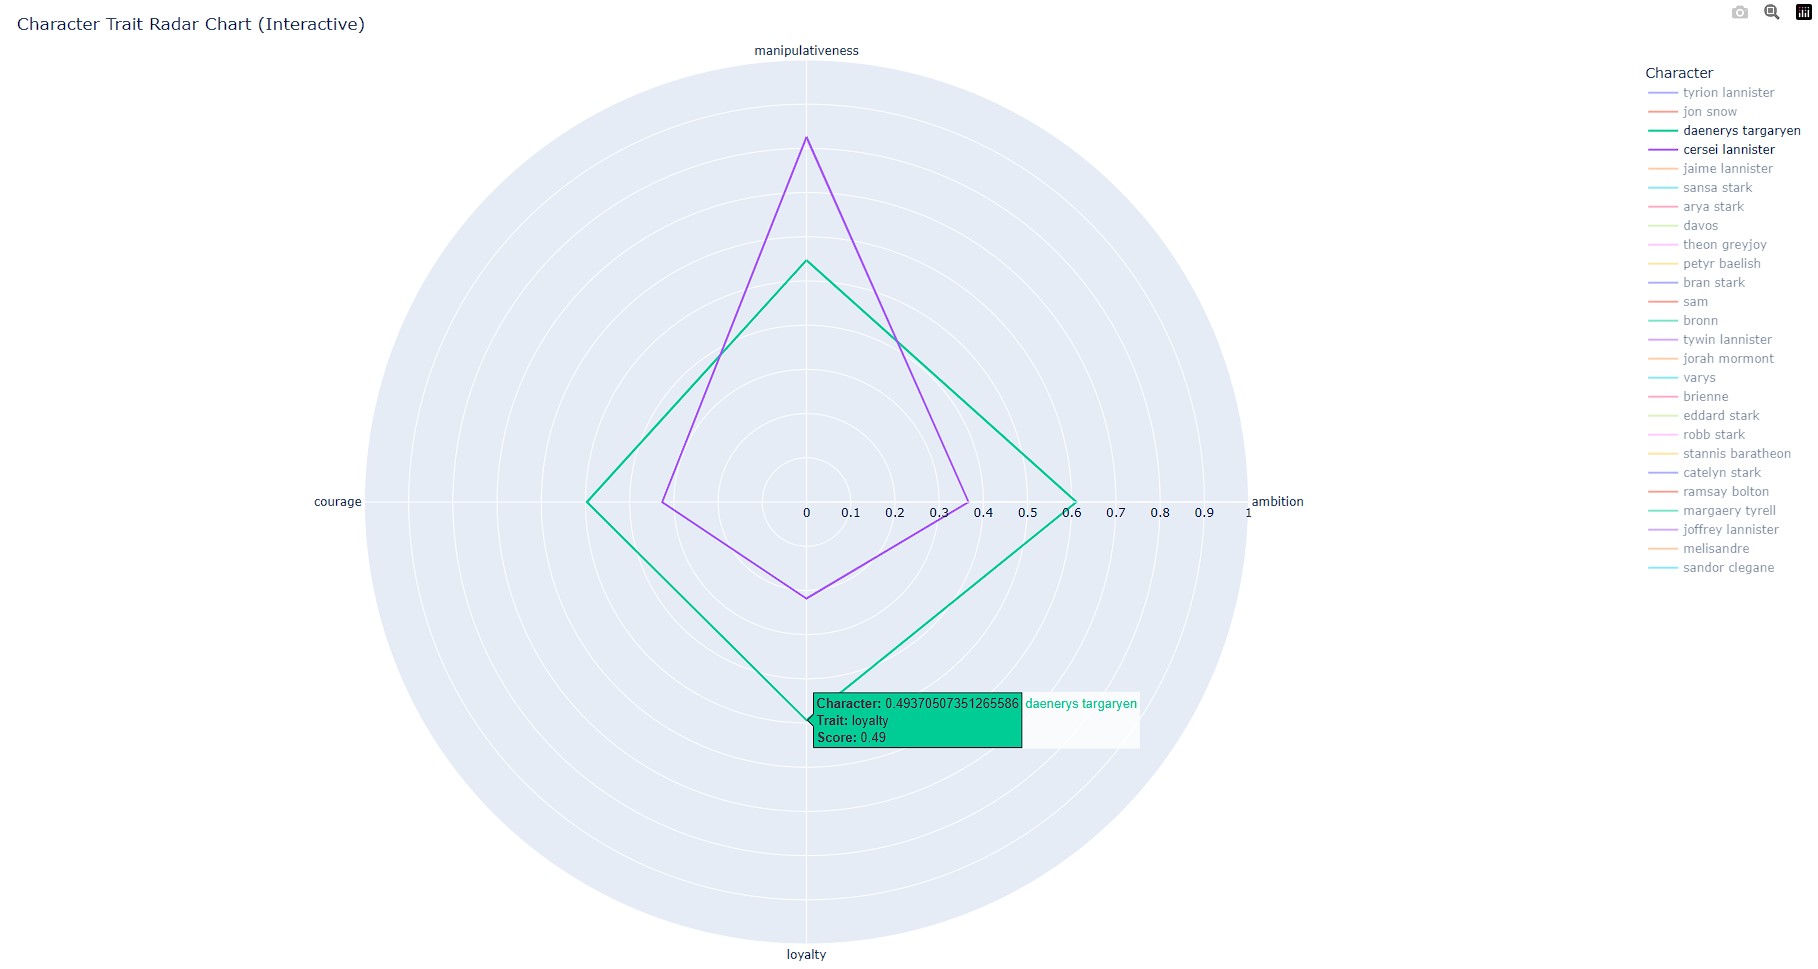 Character Trait Radar Chart (Interactive)
manipulativeness
courage
ambition
0 0.1 0.2 0.3 0.4 0.5 0.6 0.7 0.8 0.9 1
Character: 0.49370507351265586 daenerys targaryen
Trait: loyalty
Score: 0.49
loyalty
Character
tyrion lannister
jon snow
daenerys targaryen
cersei lannister
jaime lannister
sansa stark
arya stark
davos
theon greyjoy
petyr baelish
bran stark
sam
bronn
tywin lannister
jorah mormont
varys
brienne
eddard stark
robb stark
stannis baratheon
catelyn stark
ramsay bolton
margaery tyrell
joffrey lannister
melisandre
sandor clegane